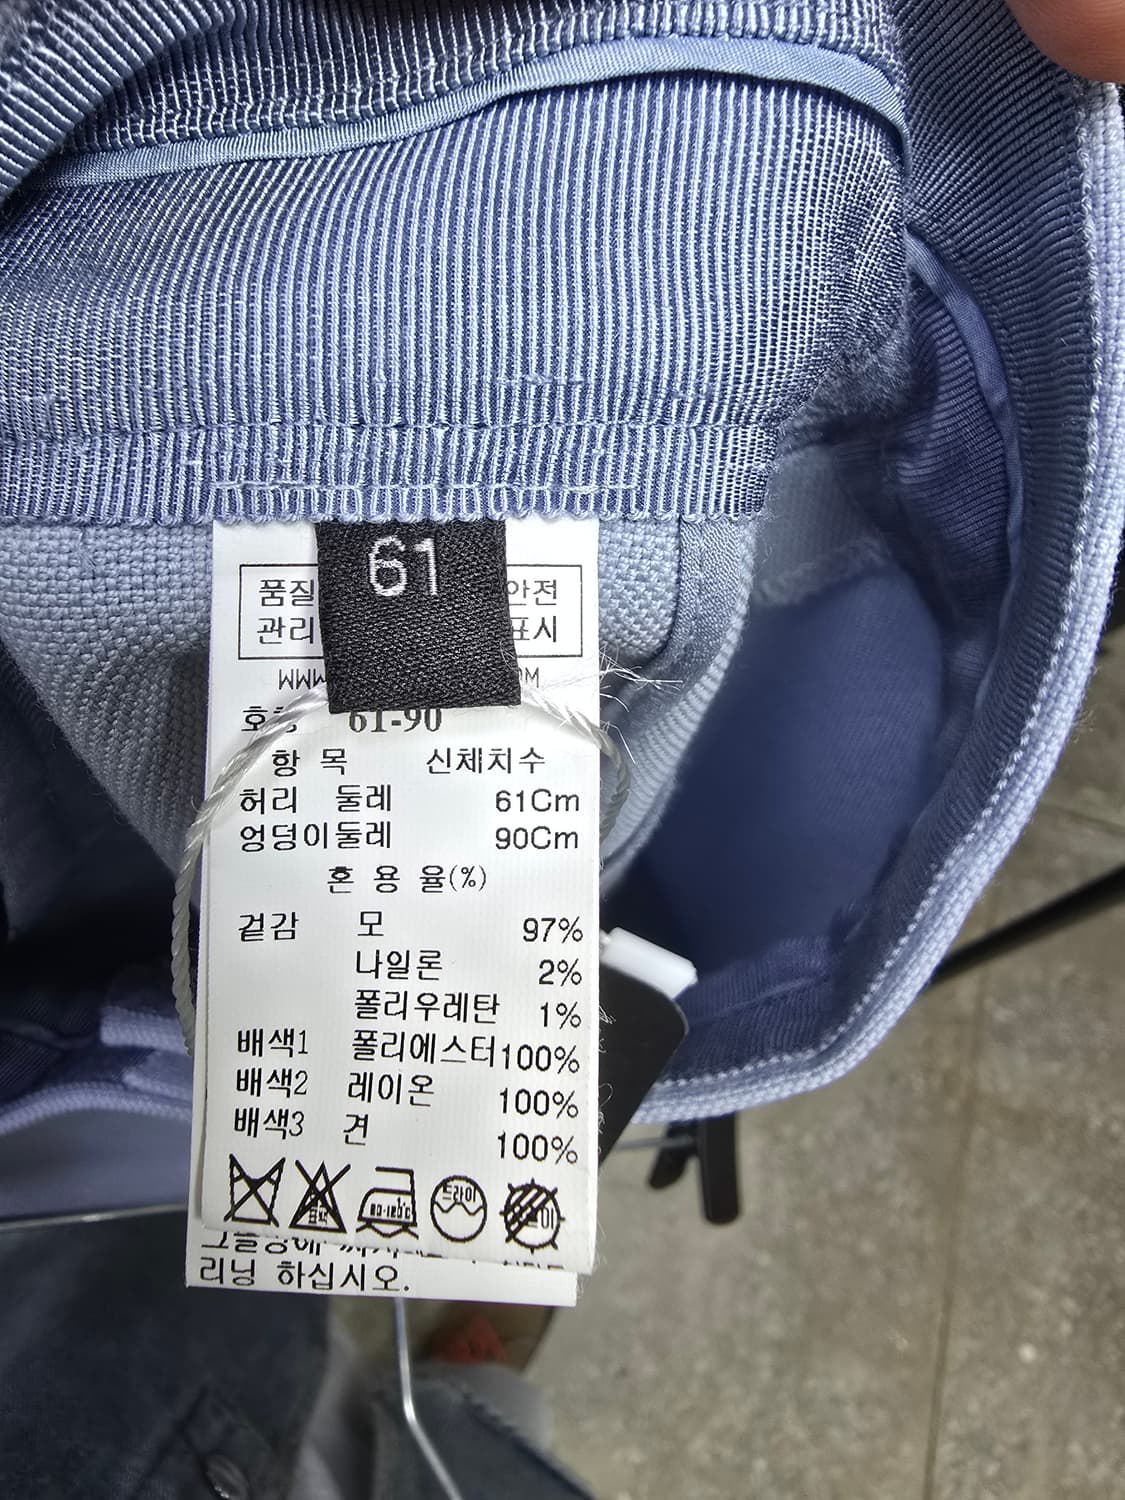 61
품질 안전
관리 표시
61-90
항 목 신체치수
허리 둘레 61Cm
엉덩이둘레 90Cm
혼 용 율(%)
겉감 모 97%
나일론 2%
폴리우레탄 1%
배색1 폴리에스터100%
배색2 레이온 100%
배색3 견 100%
드라이
리닝 하십시오.